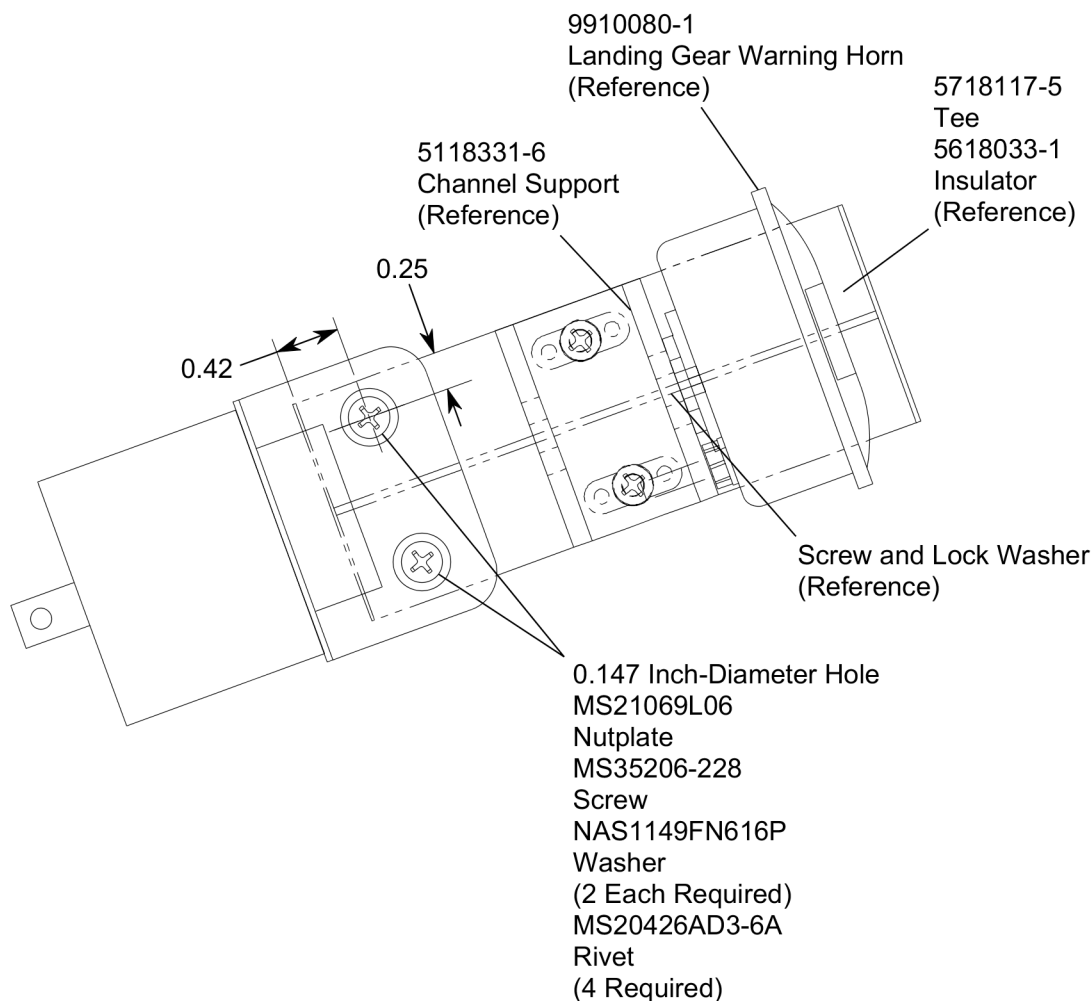 9910080-1
Landing Gear Warning Horn
(Reference)
5718117-5
Tee
5618033-1
Insulator
(Reference)
5118331-6
Channel Support
(Reference)
0.25
0.42
Screw and Lock Washer
(Reference)
0.147 Inch-Diameter Hole
MS21069L06
Nutplate
MS35206-228
Screw
NAS1149FN616P
Washer
(2 Each Required)
MS20426AD3-6A
Rivet
(4 Required)